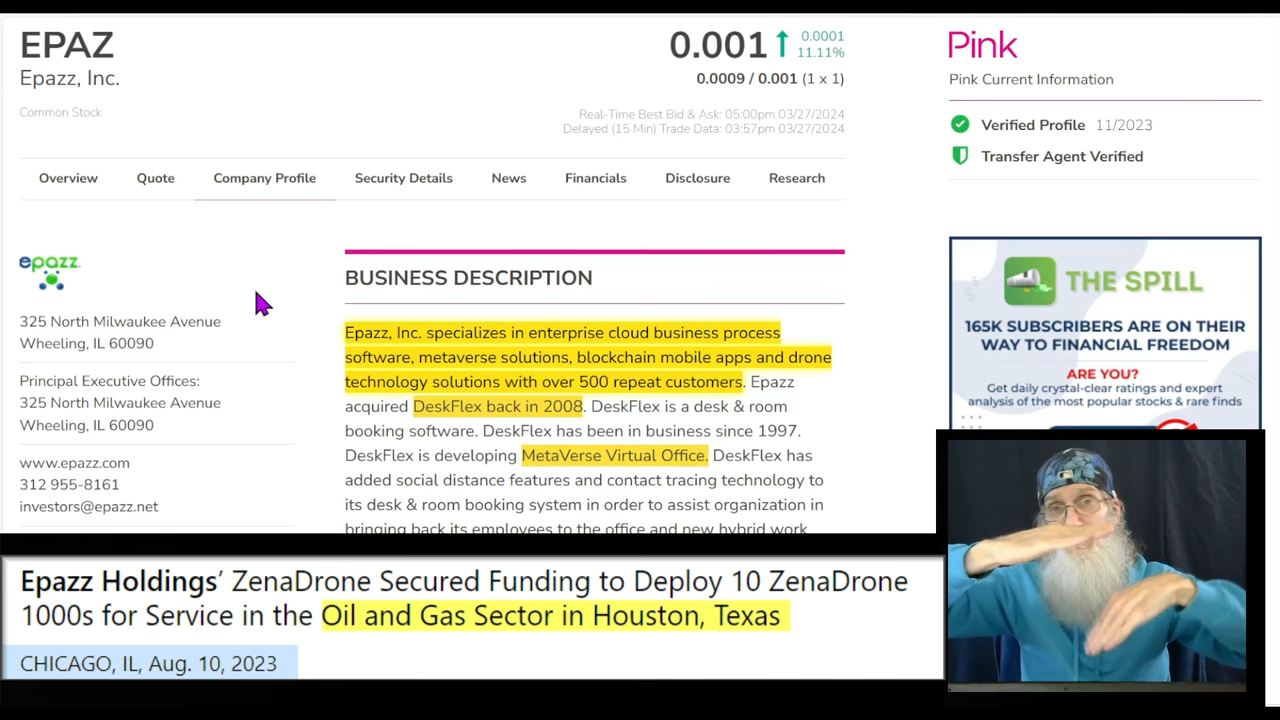 EPAZ
Epazz, Inc.
Common Stock
0.001
0.0001
11.11%
0.0009 / 0.001 (1 x 1)
Real-Time Best Bid & Ask: 05:00pm 03/27/2024
Delayed (15 Min) Trade Data: 03:57pm 03/27/2024
Pink
Pink Current Information
Verified Profile 11/2023
Transfer Agent Verified
Overview Quote Company Profile Security Details News Financials Disclosure Research
epazz
325 North Milwaukee Avenue
Wheeling, IL 60090
Principal Executive Offices:
325 North Milwaukee Avenue
Wheeling, IL 60090
www.epazz.com
312 955-8161
investors@epazz.net
BUSINESS DESCRIPTION
Epazz, Inc. specializes in enterprise cloud business process
software, metaverse solutions, blockchain mobile apps and drone
technology solutions with over 500 repeat customers. Epazz
acquired DeskFlex back in 2008. DeskFlex is a desk & room
booking software. DeskFlex has been in business since 1997.
DeskFlex is developing MetaVerse Virtual Office. DeskFlex has
added social distance features and contact tracing technology to
its desk & room booking system in order to assist organization in
bringing back its employees to the office and new hybrid work
THE SPILL
165K SUBSCRIBERS ARE ON THEIR
WAY TO FINANCIAL FREEDOM
ARE YOU?
Get daily crystal-clear ratings and expert
analysis of the most popular stocks & rare finds
Epazz Holdings' ZenaDrone Secured Funding to Deploy 10 ZenaDrone
1000s for Service in the Oil and Gas Sector in Houston, Texas
CHICAGO, IL, Aug. 10, 2023